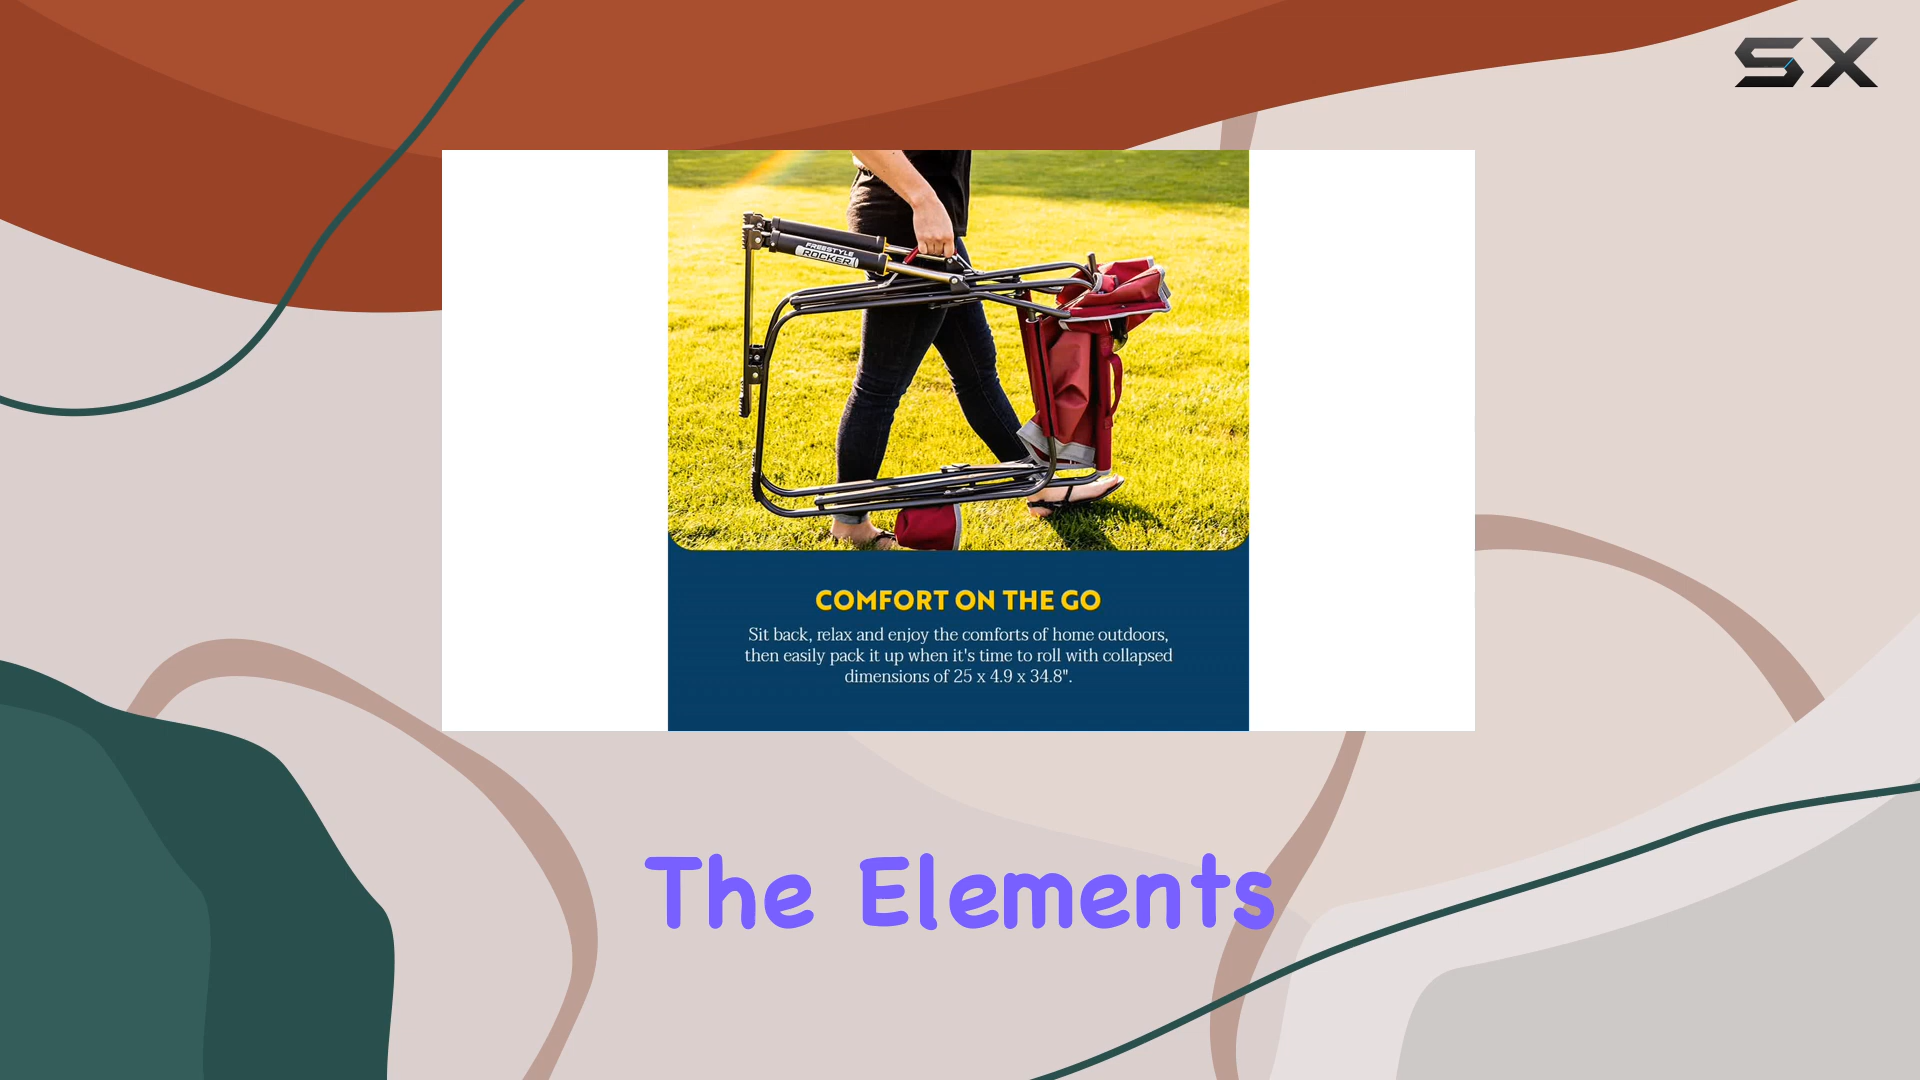 SX
FREESTYLE
ROCKER
COMFORT ON THE GO
Sit back, relax and enjoy the comforts of home outdoors,
then easily pack it up when it's time to roll with collapsed
dimensions of 25 x 4.9 x 34.8".
The Elements